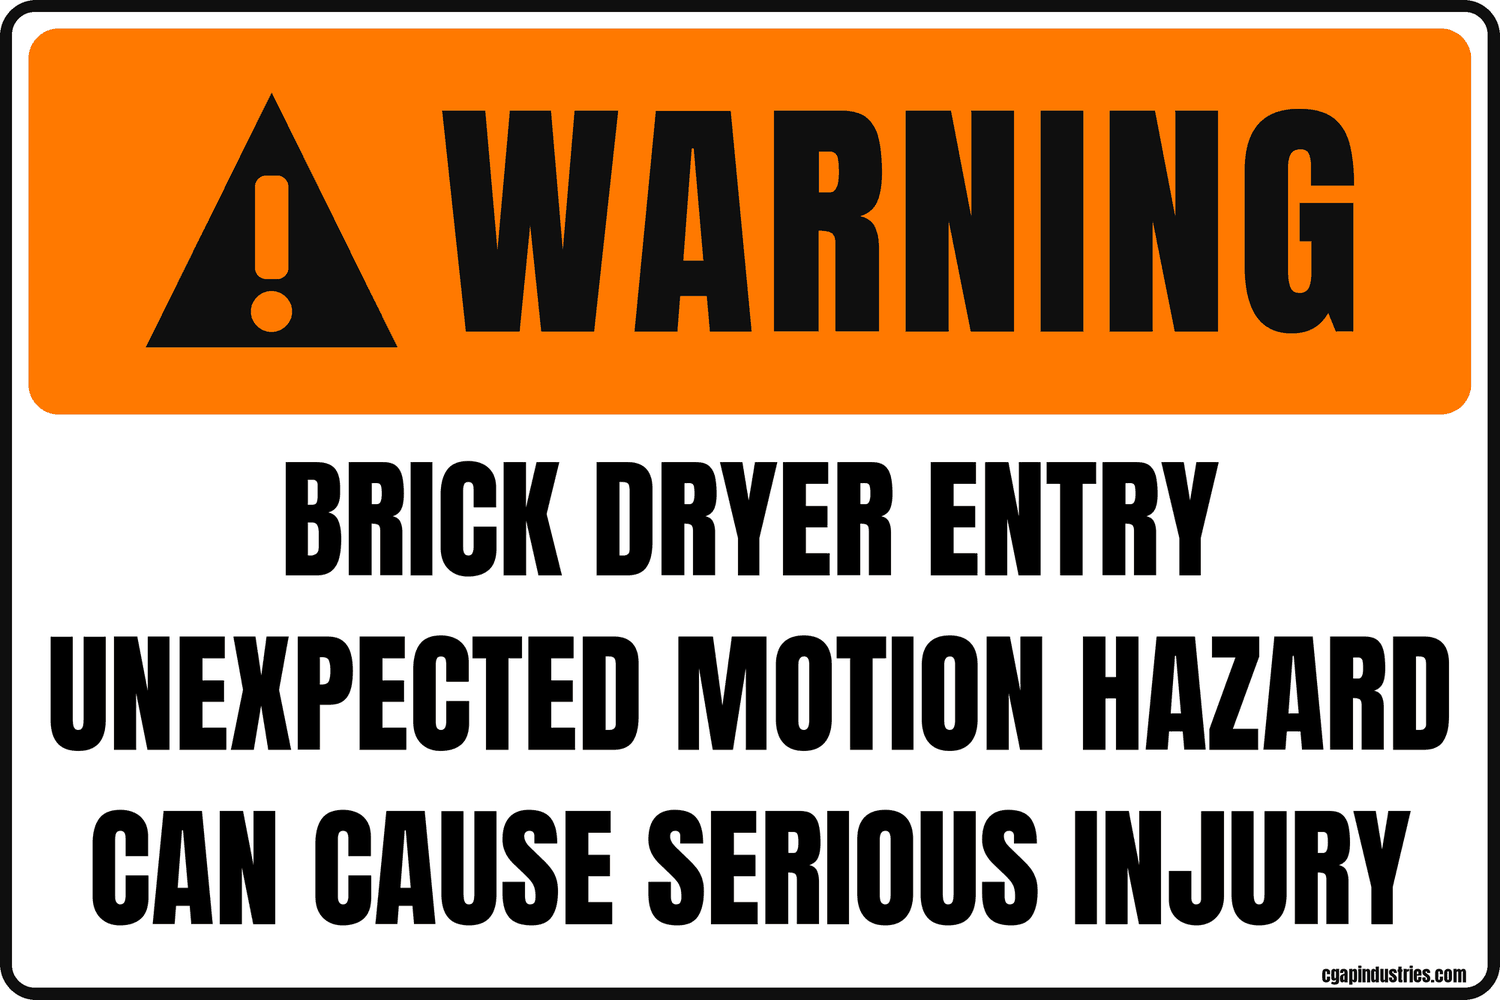 WARNING
BRICK DRYER ENTRY
UNEXPECTED MOTION HAZARD
CAN CAUSE SERIOUS INJURY
cgapindustries.com